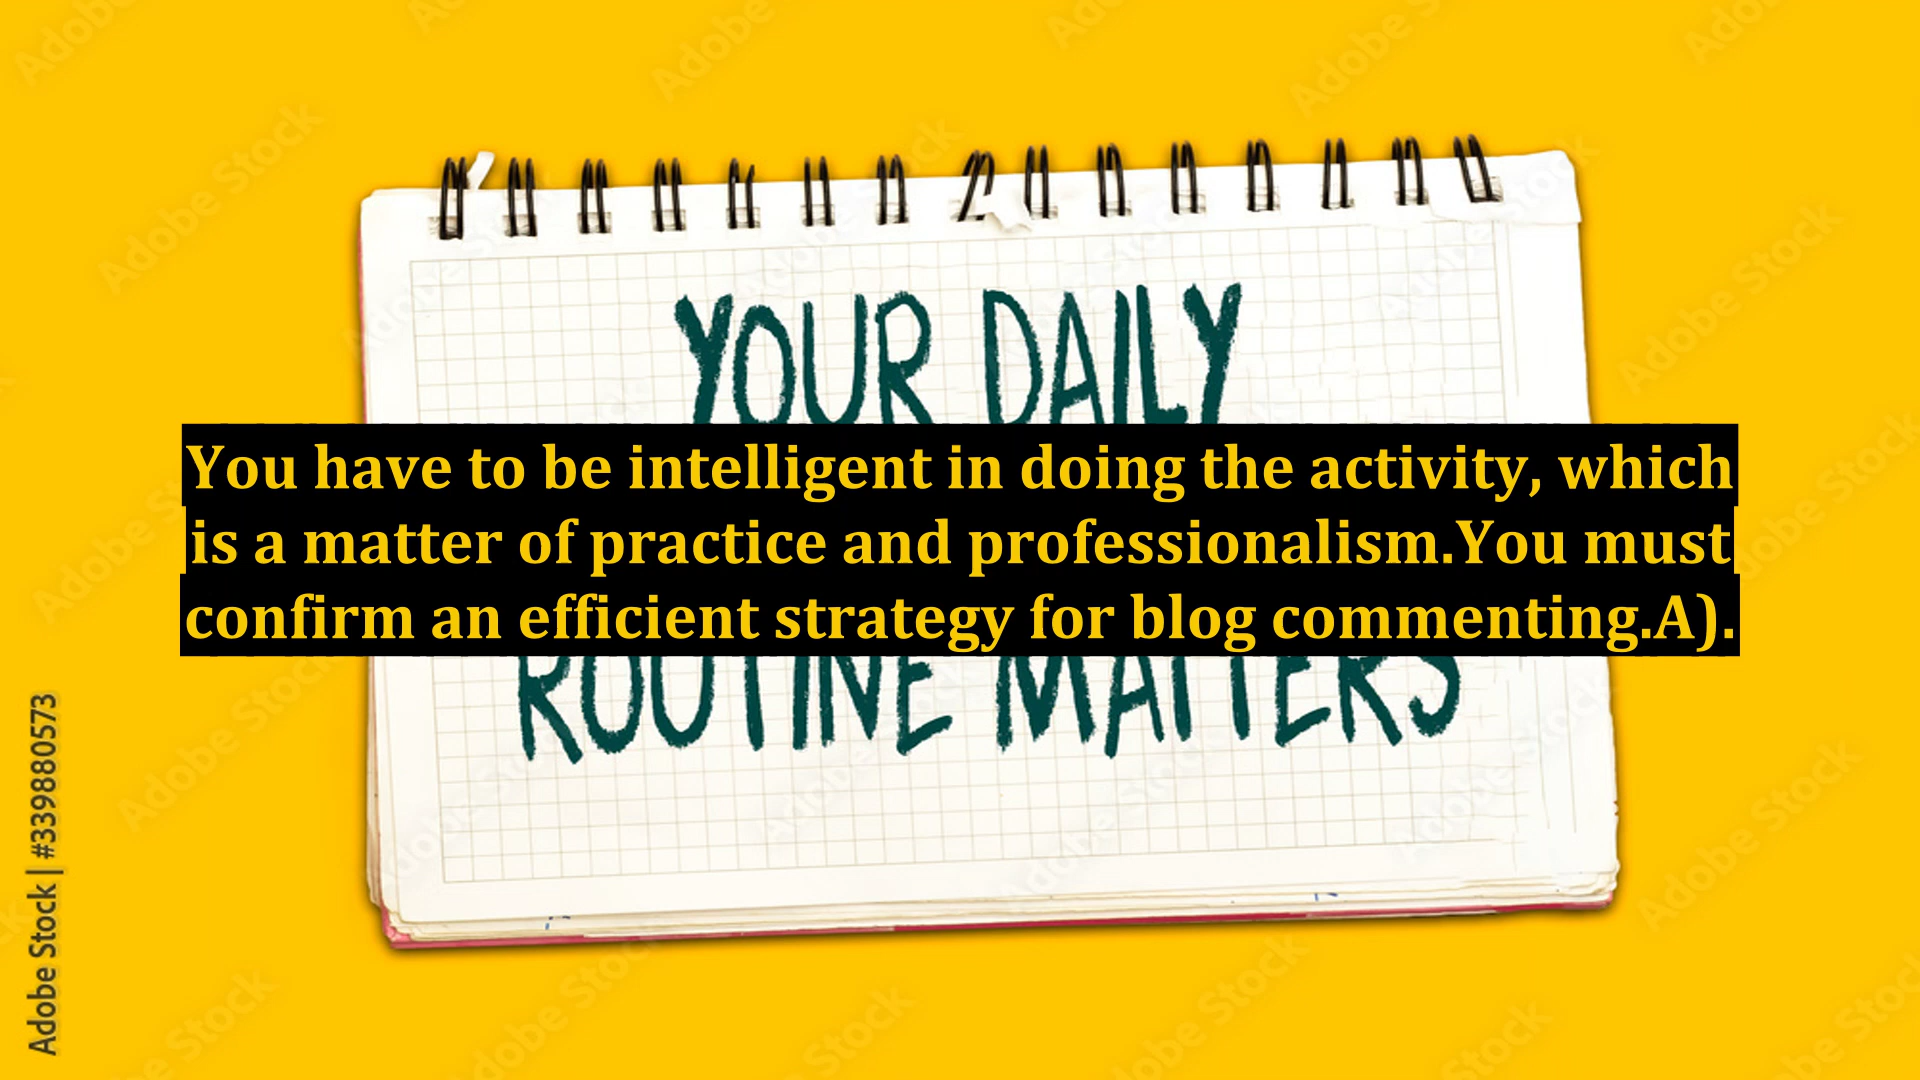 YOUR DAILY
You have to be intelligent in doing the activity, which
is a matter of practice and professionalism.You must
confirm an efficient strategy for blog commenting.A).
ROUTINE MATTERS
Adobe Stock | #339880573